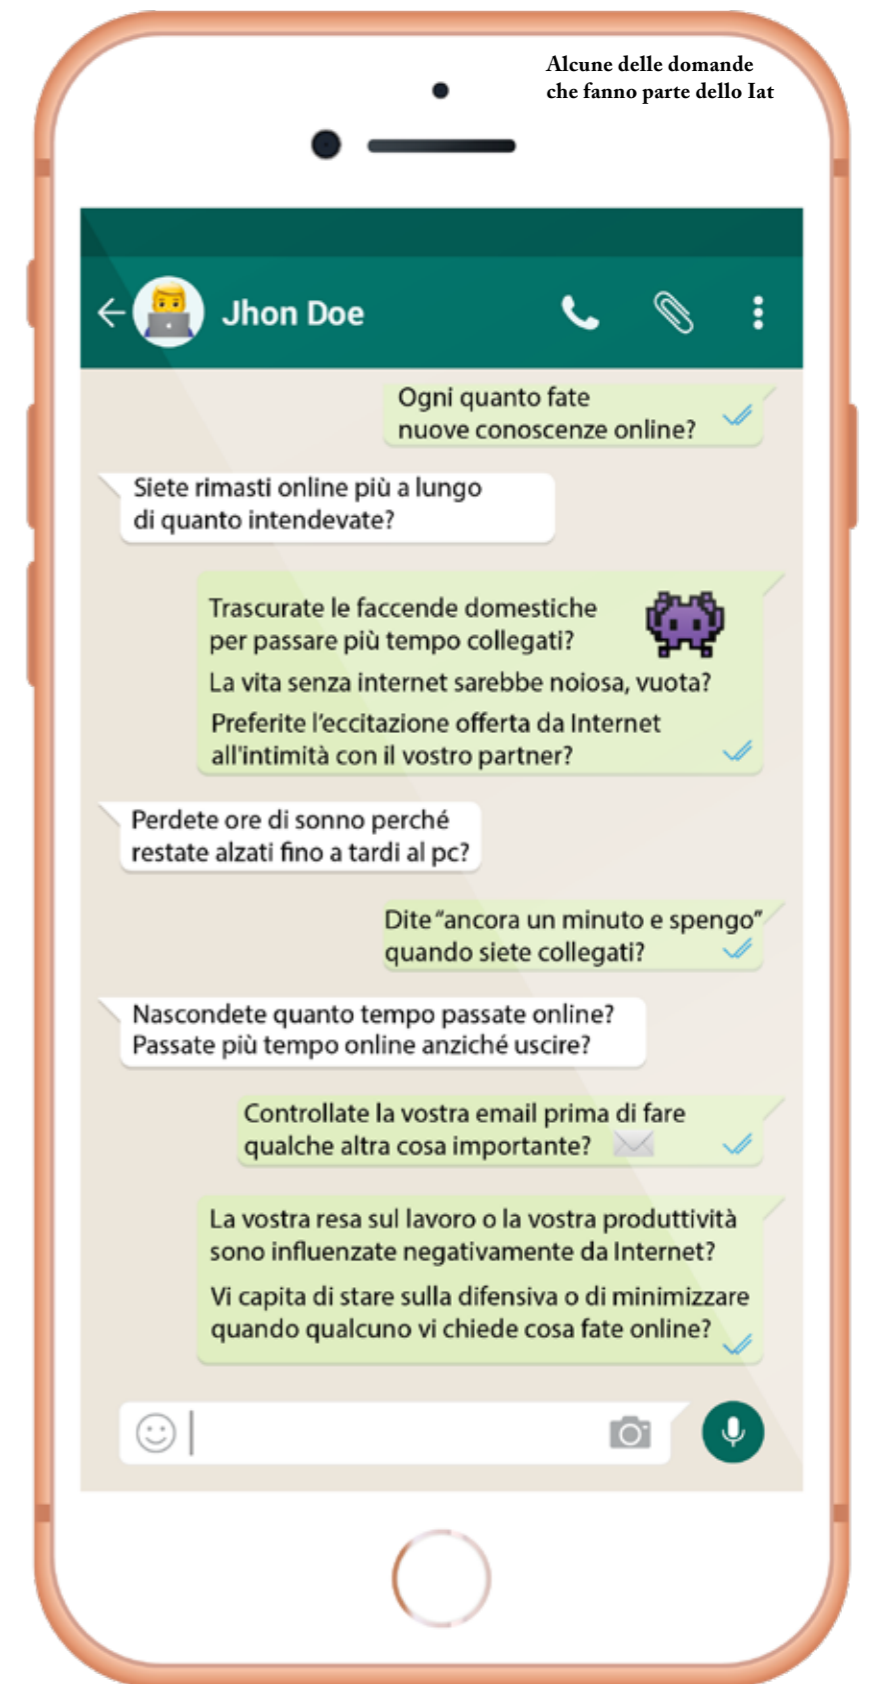 Alcune delle domande
che fanno parte dello Iat
Jhon Doe
Ogni quanto fate
nuove conoscenze online?
Siete rimasti online più a lungo
di quanto intendevate?
Trascurate le faccende domestiche
per passare più tempo collegati?
La vita senza internet sarebbe noiosa, vuota?
Preferite l’eccitazione offerta da Internet
all'intimità con il vostro partner?
Perdete ore di sonno perché
restate alzati fino a tardi al pc?
Dite “ancora un minuto e spengo”
quando siete collegati?
Nascondete quanto tempo passate online?
Passate più tempo online anziché uscire?
Controllate la vostra email prima di fare
qualche altra cosa importante?
La vostra resa sul lavoro o la vostra produttività
sono influenzate negativamente da Internet?
Vi capita di stare sulla difensiva o di minimizzare
quando qualcuno vi chiede cosa fate online?